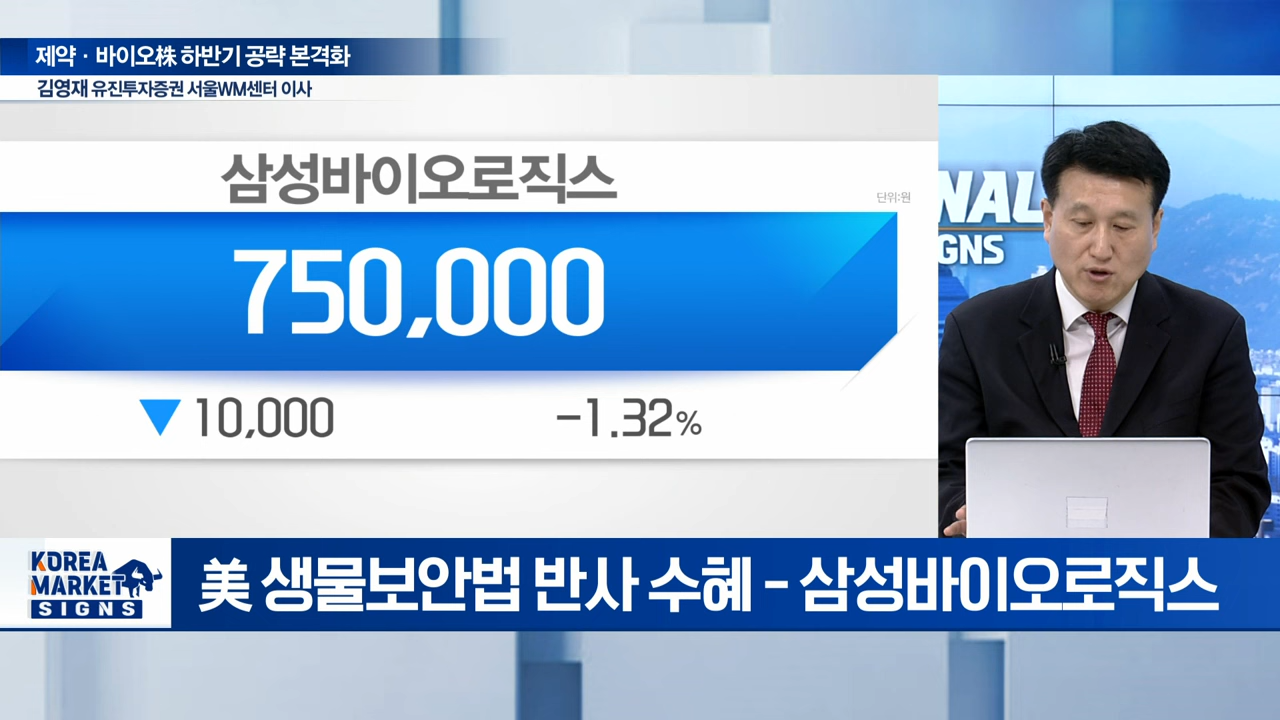 제약·바이오株 하반기 공략 본격화
김영재 유진투자증권 서울WM센터 이사
삼성바이오로직스
단위:원
750,000
▼10,000 -1.32%
NAL
GNS
KOREA
MARKET
SIGNS
美 생물보안법 반사 수혜 - 삼성바이오로직스